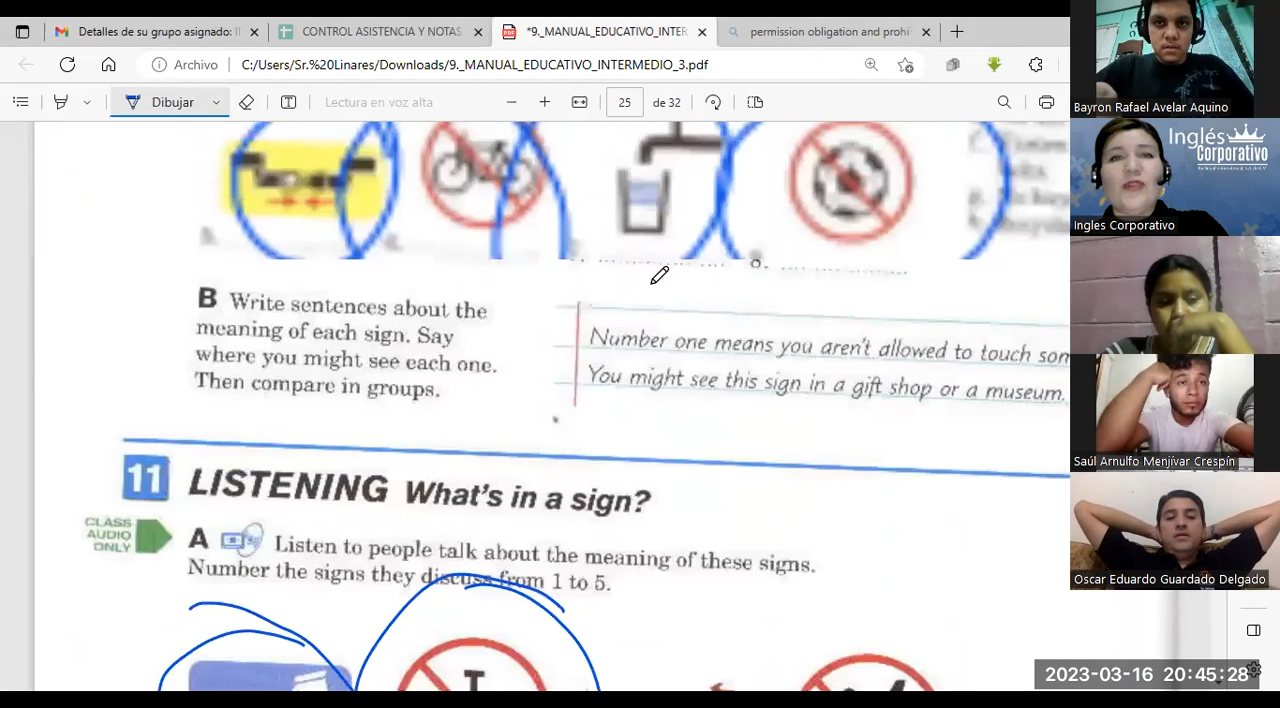 Detalles de su grupo asignado: I
CONTROL ASISTENCIA Y NOTAS
*9._MANUAL_EDUCATIVO_INTER
permission obligation and prohi
Archivo C:/Users/Sr.%20Linares/Downloads/9._MANUAL_EDUCATIVO_INTERMEDIO_3.pdf
Dibujar
Lectura en voz alta
25 de 32
8.
B Write sentences about the
meaning of each sign. Say
where you might see each one.
Then compare in groups.
Number one means you aren't allowed to touch som
You might see this sign in a gift shop or a museum.
11 LISTENING What's in a sign?
CLASS
AUDIO
ONLY
A Listen to people talk about the meaning of these signs.
Number the signs they discuss from 1 to 5.
Bayron Rafael Avelar Aquino
Inglés
Corporativo
Ingles Corporativo
Saúl Arnulfo Menjívar Crespín
Oscar Eduardo Guardado Delgado
2023-03-16 20:45:28